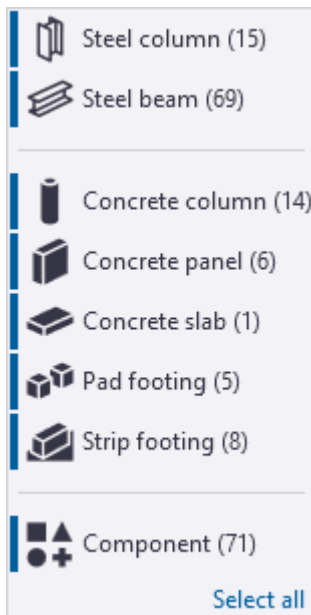 Steel column (15)
Steel beam (69)
Concrete column (14)
Concrete panel (6)
Concrete slab (1)
Pad footing (5)
Strip footing (8)
Component (71)
Select all